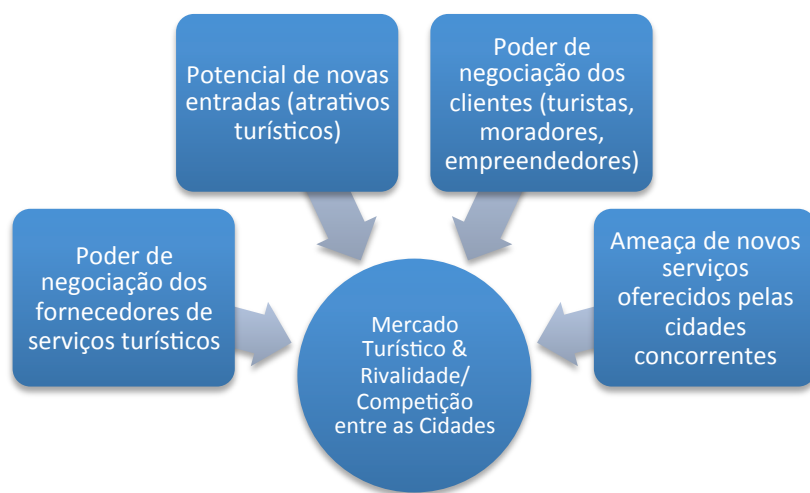 Poder de
negociação dos
fornecedores de
serviços turísticos
Potencial de novas
entradas (atrativos
turísticos)
Poder de
negociação dos
clientes (turistas,
moradores,
empreendedores)
Ameaça de novos
serviços
oferecidos pelas
cidades
concorrentes
Mercado
Turístico &
Rivalidade/
Competição
entre as Cidades